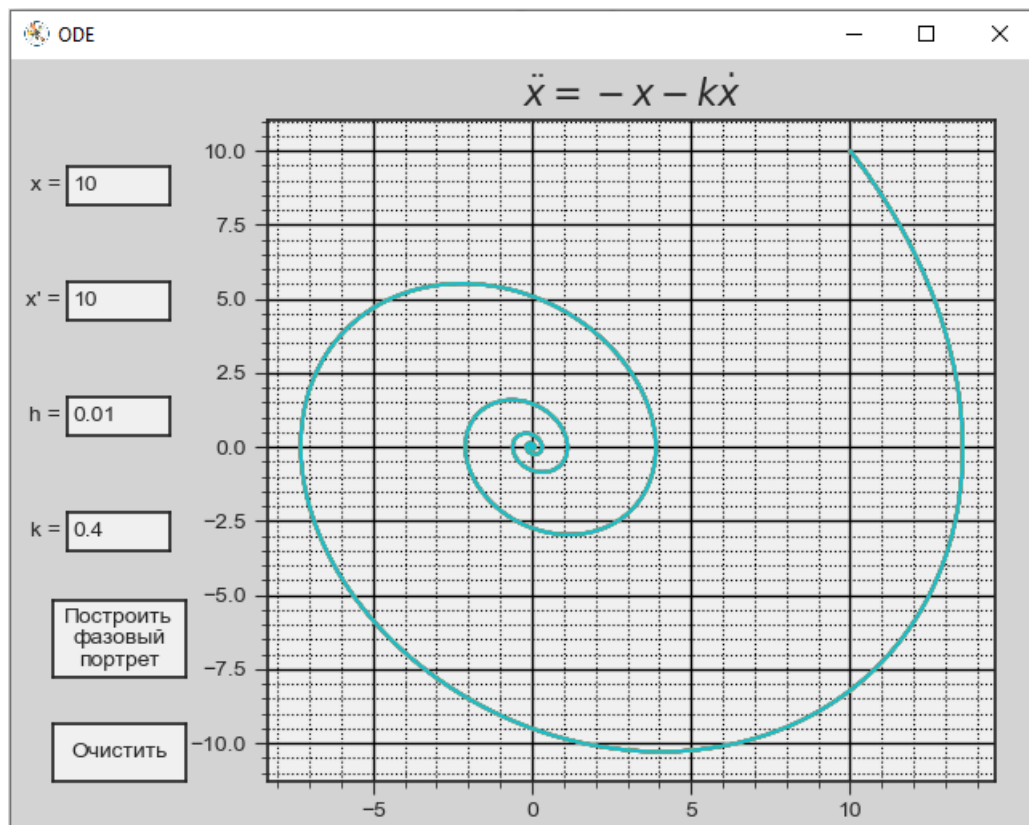 ODE
ẍ = − x − kẋ
x = 10
x' = 10
h = 0.01
k = 0.4
Построить
фазовый
портрет
Очистить
10.0
7.5
5.0
2.5
0.0
−2.5
−5.0
−7.5
−10.0
−5 0 5 10